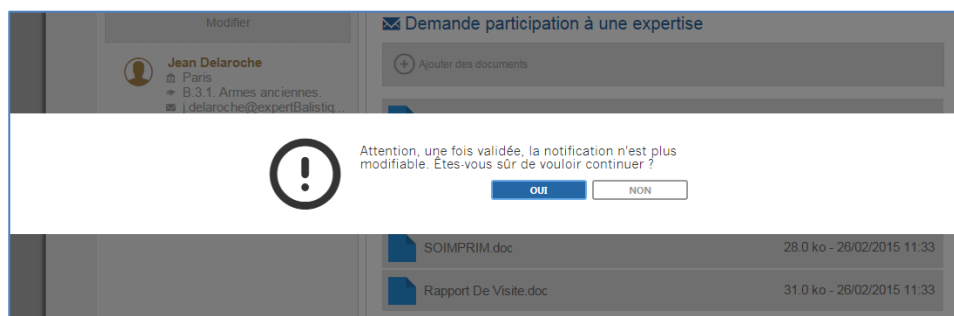 Modifier
Jean Delaroche
Paris
B.3.1. Armes anciennes.
j.delaroche@expertBalistiq...
Demande participation à une expertise
Ajouter des documents
Attention, une fois validée, la notification n'est plus
modifiable. Êtes-vous sûr de vouloir continuer ?
OUI NON
SOIMPRIM.doc 28.0 ko - 26/02/2015 11:33
Rapport De Visite.doc 31.0 ko - 26/02/2015 11:33